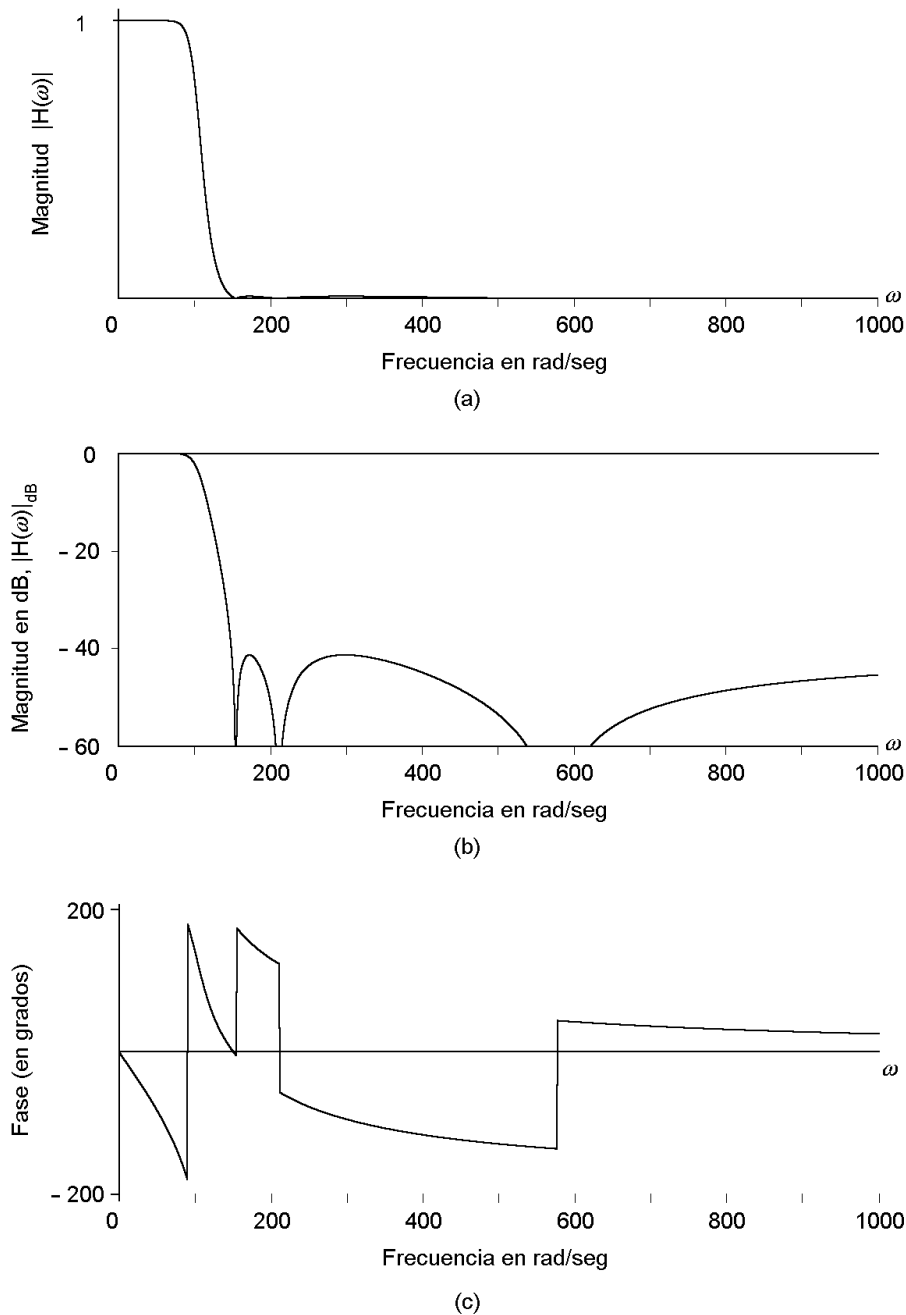 1
Magnitud |H(ω)|
0 200 400 600 800 1000
ω
Frecuencia en rad/seg
(a)
0
– 20
– 40
– 60
Magnitud en dB, |H(ω)|dB
0 200 400 600 800 1000
ω
Frecuencia en rad/seg
(b)
200
– 200
Fase (en grados)
ω
0 200 400 600 800 1000
Frecuencia en rad/seg
(c)